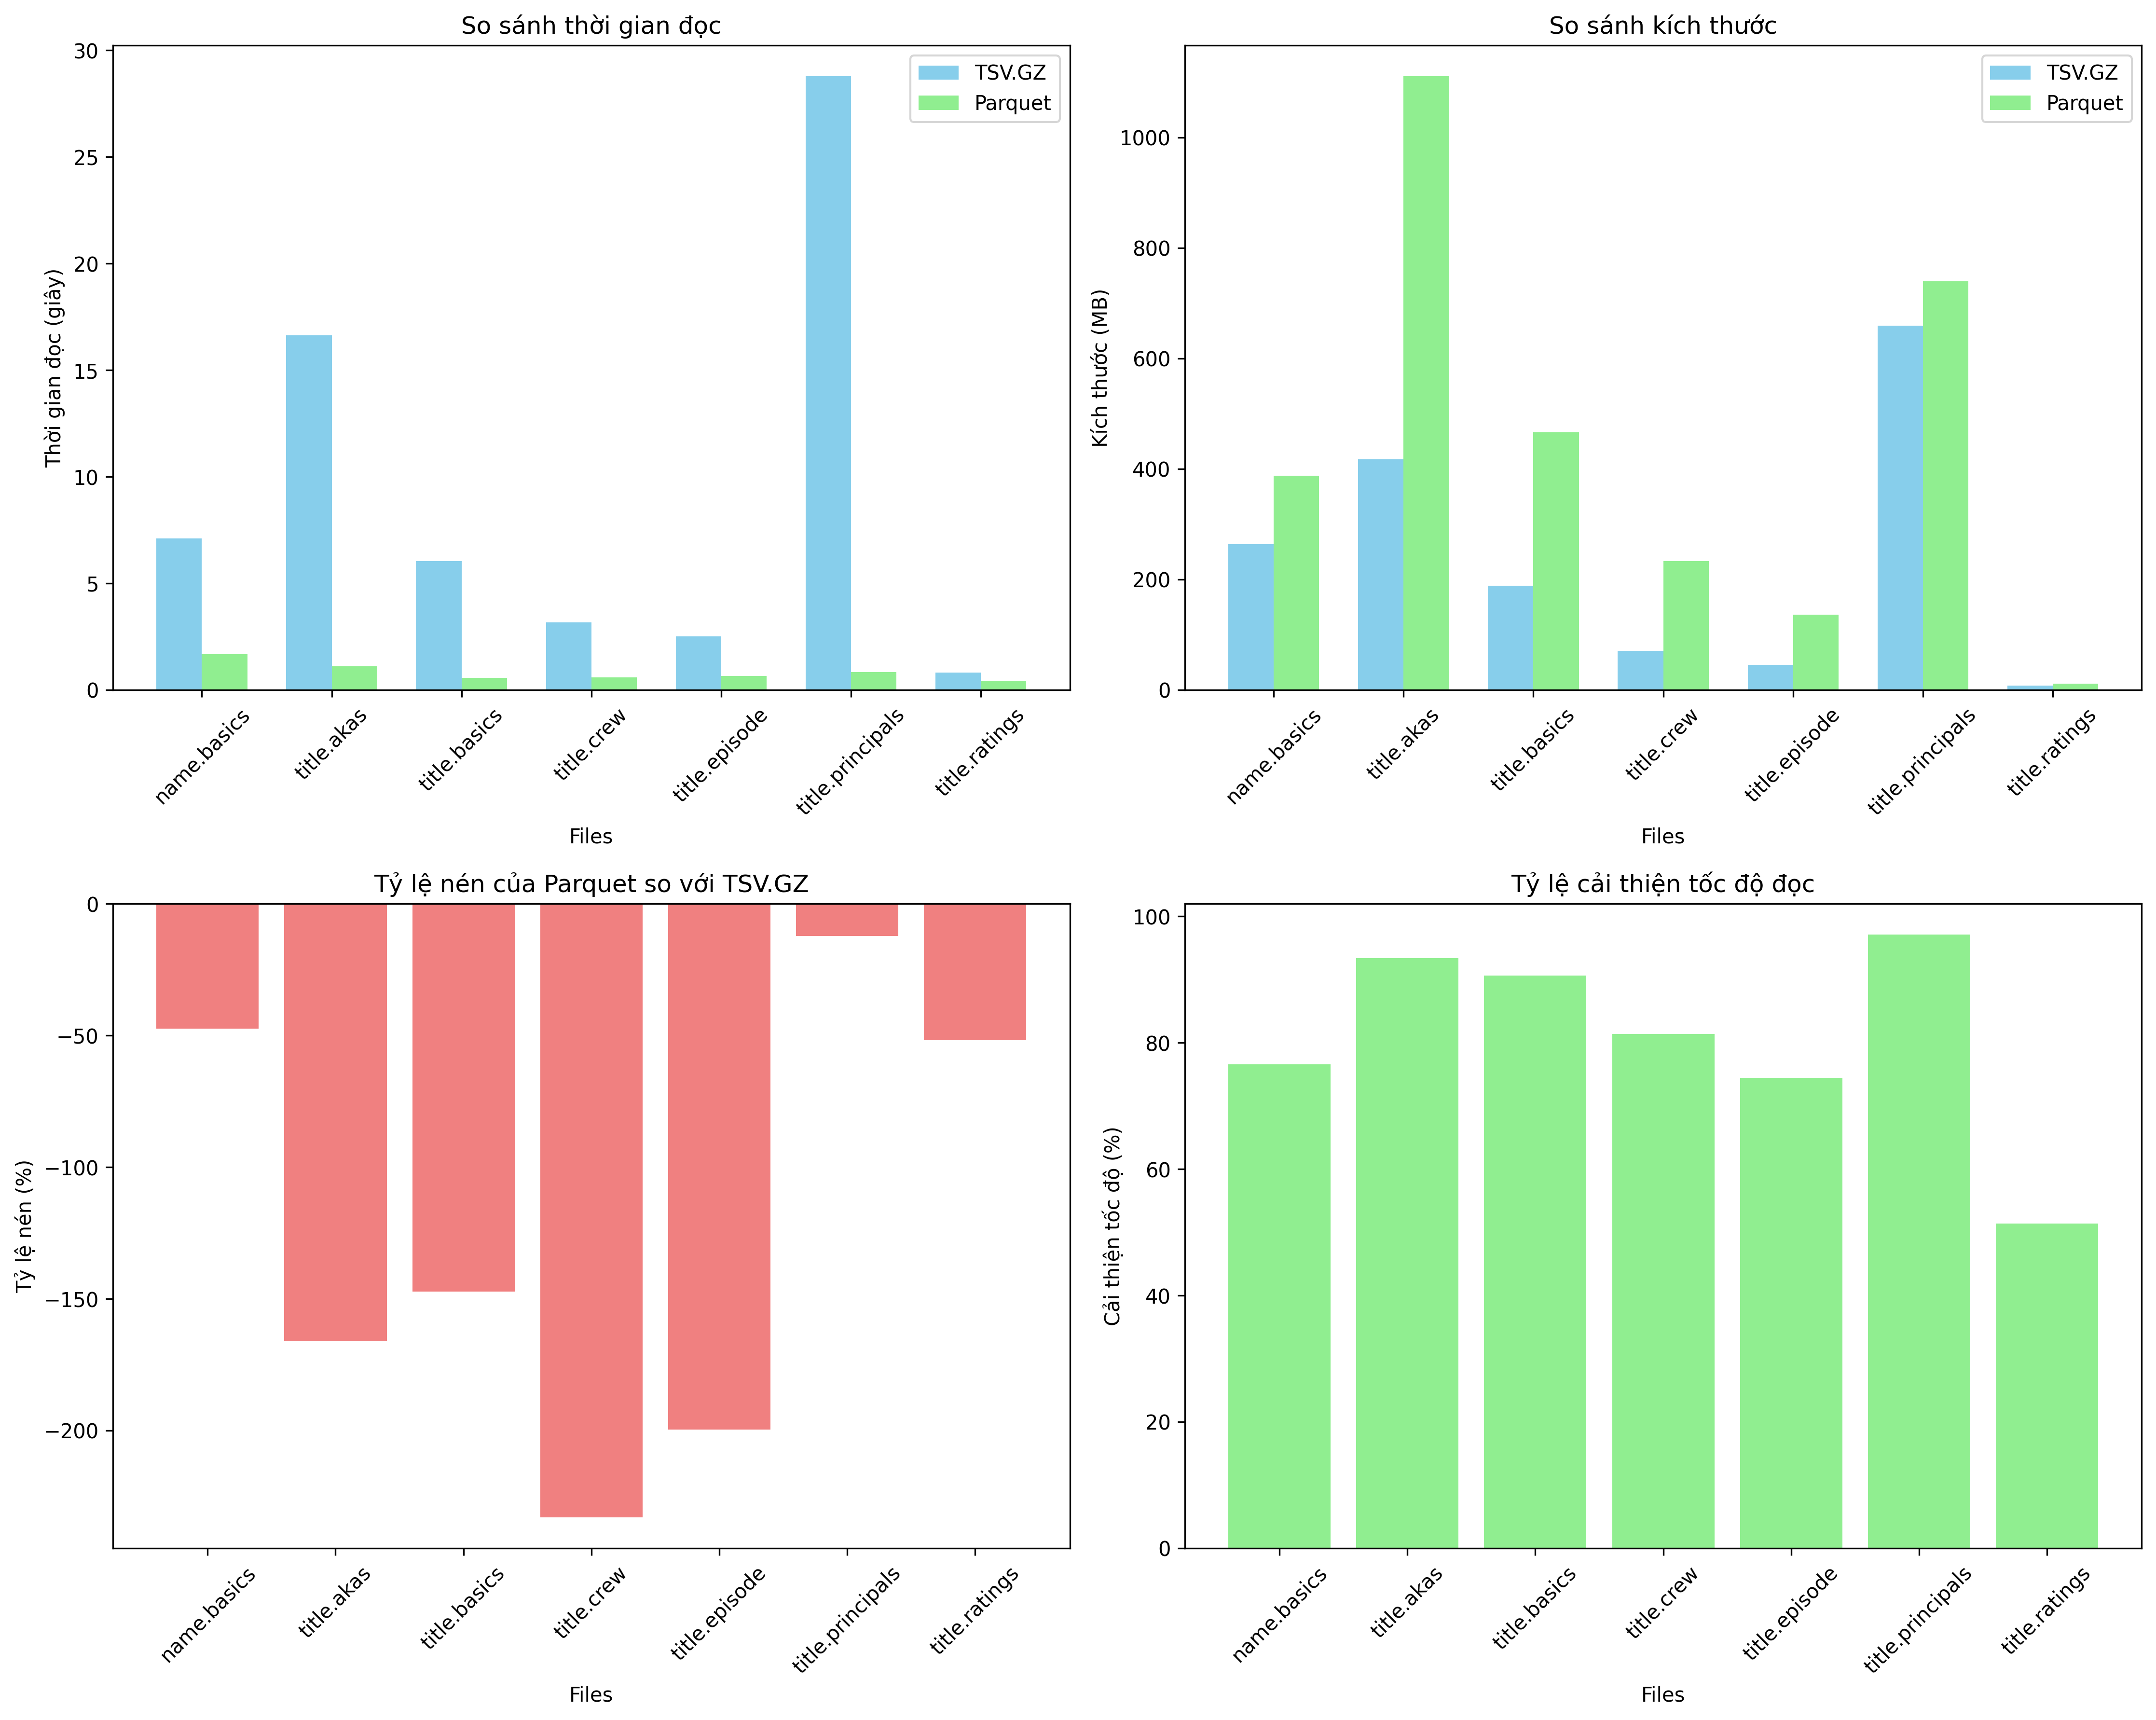 So sánh thời gian đọc
Thời gian đọc (giây)
30
25
20
15
10
5
0
TSV.GZ
Parquet
name.basics
title.akas
title.basics
title.crew
title.episode
title.principals
title.ratings
Files
So sánh kích thước
Kích thước (MB)
1000
800
600
400
200
0
TSV.GZ
Parquet
name.basics
title.akas
title.basics
title.crew
title.episode
title.principals
title.ratings
Files
Tỷ lệ nén của Parquet so với TSV.GZ
Tỷ lệ nén (%)
0
−50
−100
−150
−200
name.basics
title.akas
title.basics
title.crew
title.episode
title.principals
title.ratings
Files
Tỷ lệ cải thiện tốc độ đọc
Cải thiện tốc độ (%)
100
80
60
40
20
0
name.basics
title.akas
title.basics
title.crew
title.episode
title.principals
title.ratings
Files